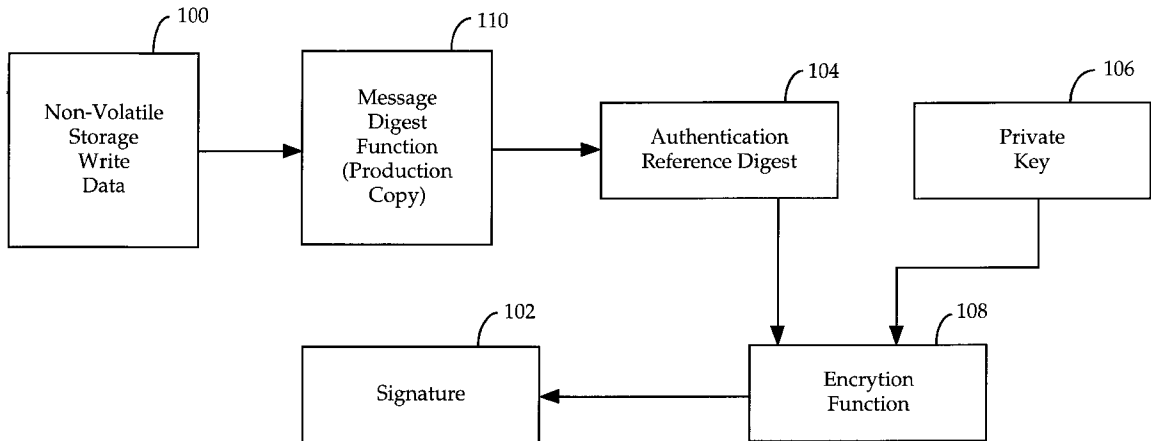 100
110
104
106
Non-Volatile
Storage
Write
Data
Message
Digest
Function
(Production
Copy)
Authentication
Reference Digest
Private
Key
102
108
Signature
Encrytion
Function